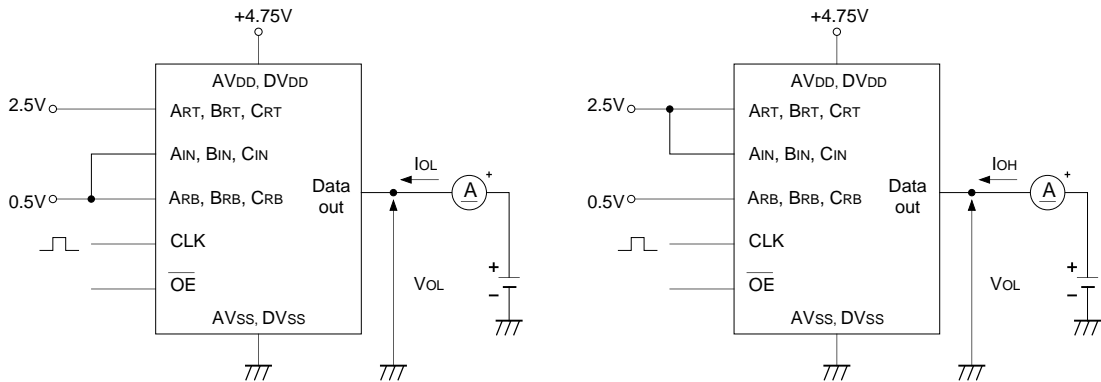 +4.75V
AVDD, DVDD
2.5V
ART, BRT, CRT
AIN, BIN, CIN
0.5V
ARB, BRB, CRB
Data
out
IOL
A
+
CLK
OE
VOL
+
–
AVSS, DVSS
+4.75V
AVDD, DVDD
2.5V
ART, BRT, CRT
AIN, BIN, CIN
0.5V
ARB, BRB, CRB
Data
out
IOH
A
+
CLK
OE
VOL
+
–
AVSS, DVSS